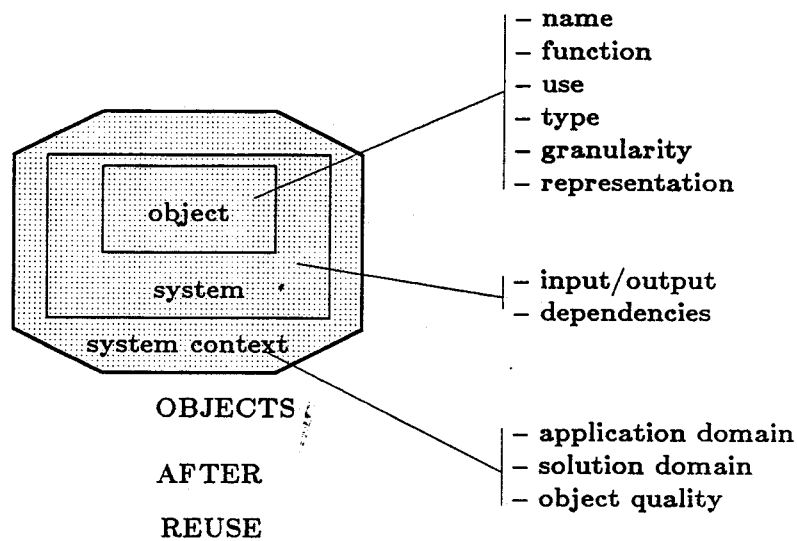 – name
– function
– use
– type
– granularity
– representation
object
system
system context
– input/output
– dependencies
– application domain
– solution domain
– object quality
OBJECTS
AFTER
REUSE